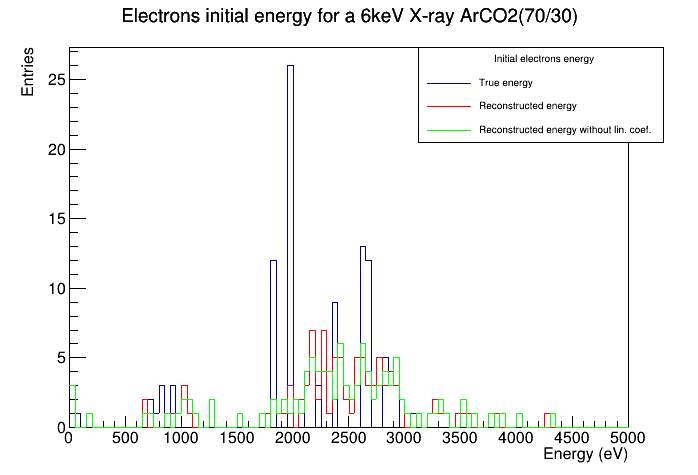 Electrons initial energy for a 6keV X-ray ArCO2(70/30)
Entries
Initial electrons energy
True energy
Reconstructed energy
Reconstructed energy without lin. coef.
25
20
15
10
5
0
0 500 1000 1500 2000 2500 3000 3500 4000 4500 5000
Energy (eV)